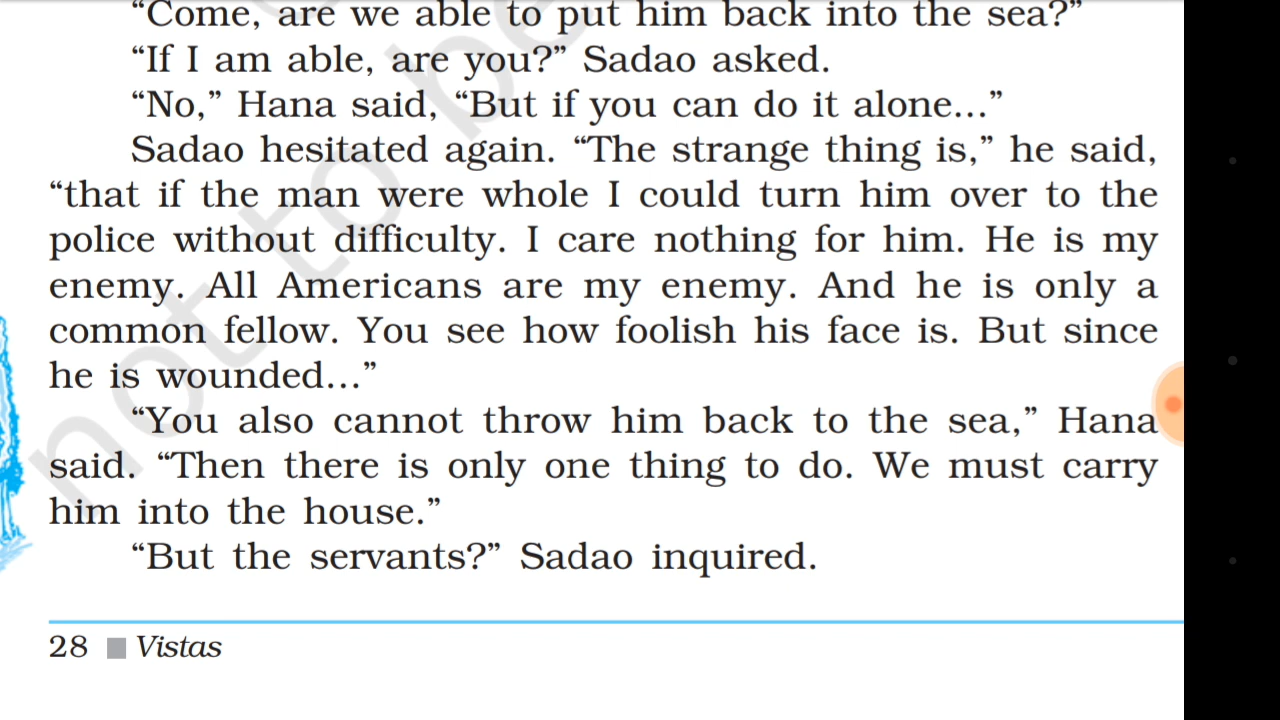 “Come, are we able to put him back into the sea?”
“If I am able, are you?” Sadao asked.
“No,” Hana said, “But if you can do it alone...”
Sadao hesitated again. “The strange thing is,” he said,
“that if the man were whole I could turn him over to the
police without difficulty. I care nothing for him. He is my
enemy. All Americans are my enemy. And he is only a
common fellow. You see how foolish his face is. But since
he is wounded...”
“You also cannot throw him back to the sea,” Hana
said. “Then there is only one thing to do. We must carry
him into the house.”
“But the servants?” Sadao inquired.
28 ■ Vistas
not to be